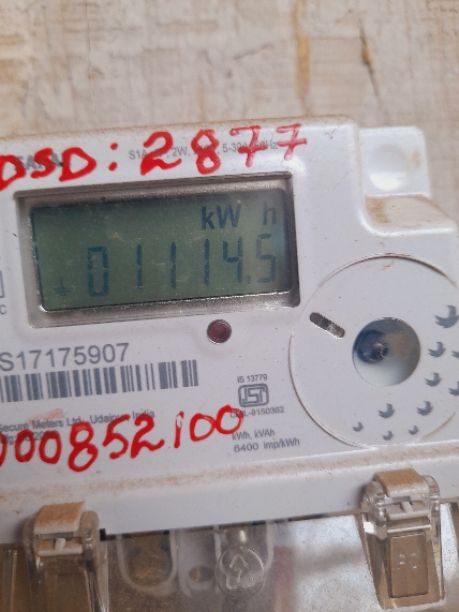 DSD: 2877
kW h
01114.5
S17175907
IS 13779
Secure Meters Ltd., Udaipur, India
000852100
kWh, kVAh
6400 imp/kWh